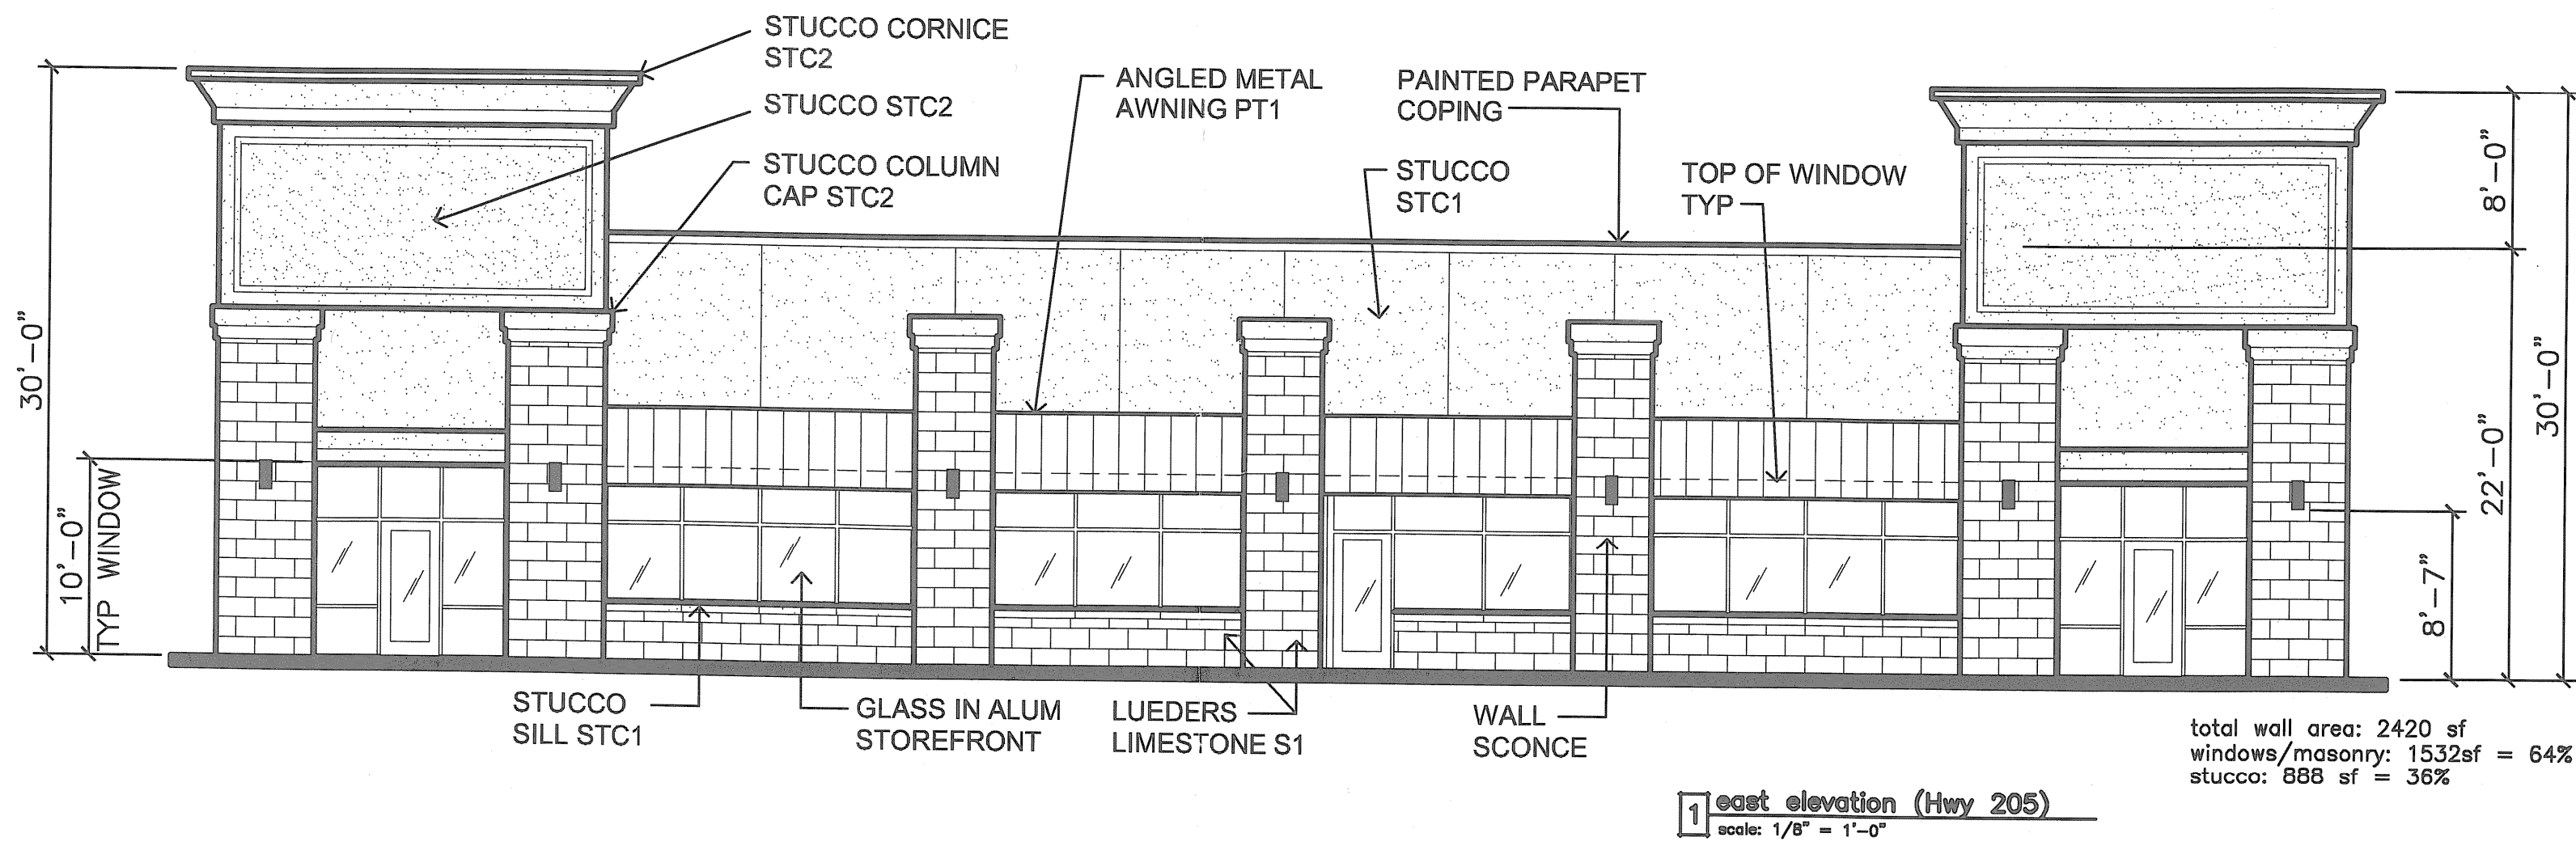 STUCCO CORNICE
STC2
STUCCO STC2
STUCCO COLUMN
CAP STC2
ANGLED METAL
AWNING PT1
PAINTED PARAPET
COPING
STUCCO
STC1
TOP OF WINDOW
TYP
30'-0"
10'-0"
TYP WINDOW
8'-0"
22'-0"
30'-0"
8'-7"
STUCCO
SILL STC1
GLASS IN ALUM
STOREFRONT
LUEDERS
LIMESTONE S1
WALL
SCONCE
total wall area: 2420 sf
windows/masonry: 1532sf = 64%
stucco: 888 sf = 36%
1 east elevation (Hwy 205)
scale: 1/8" = 1'-0"